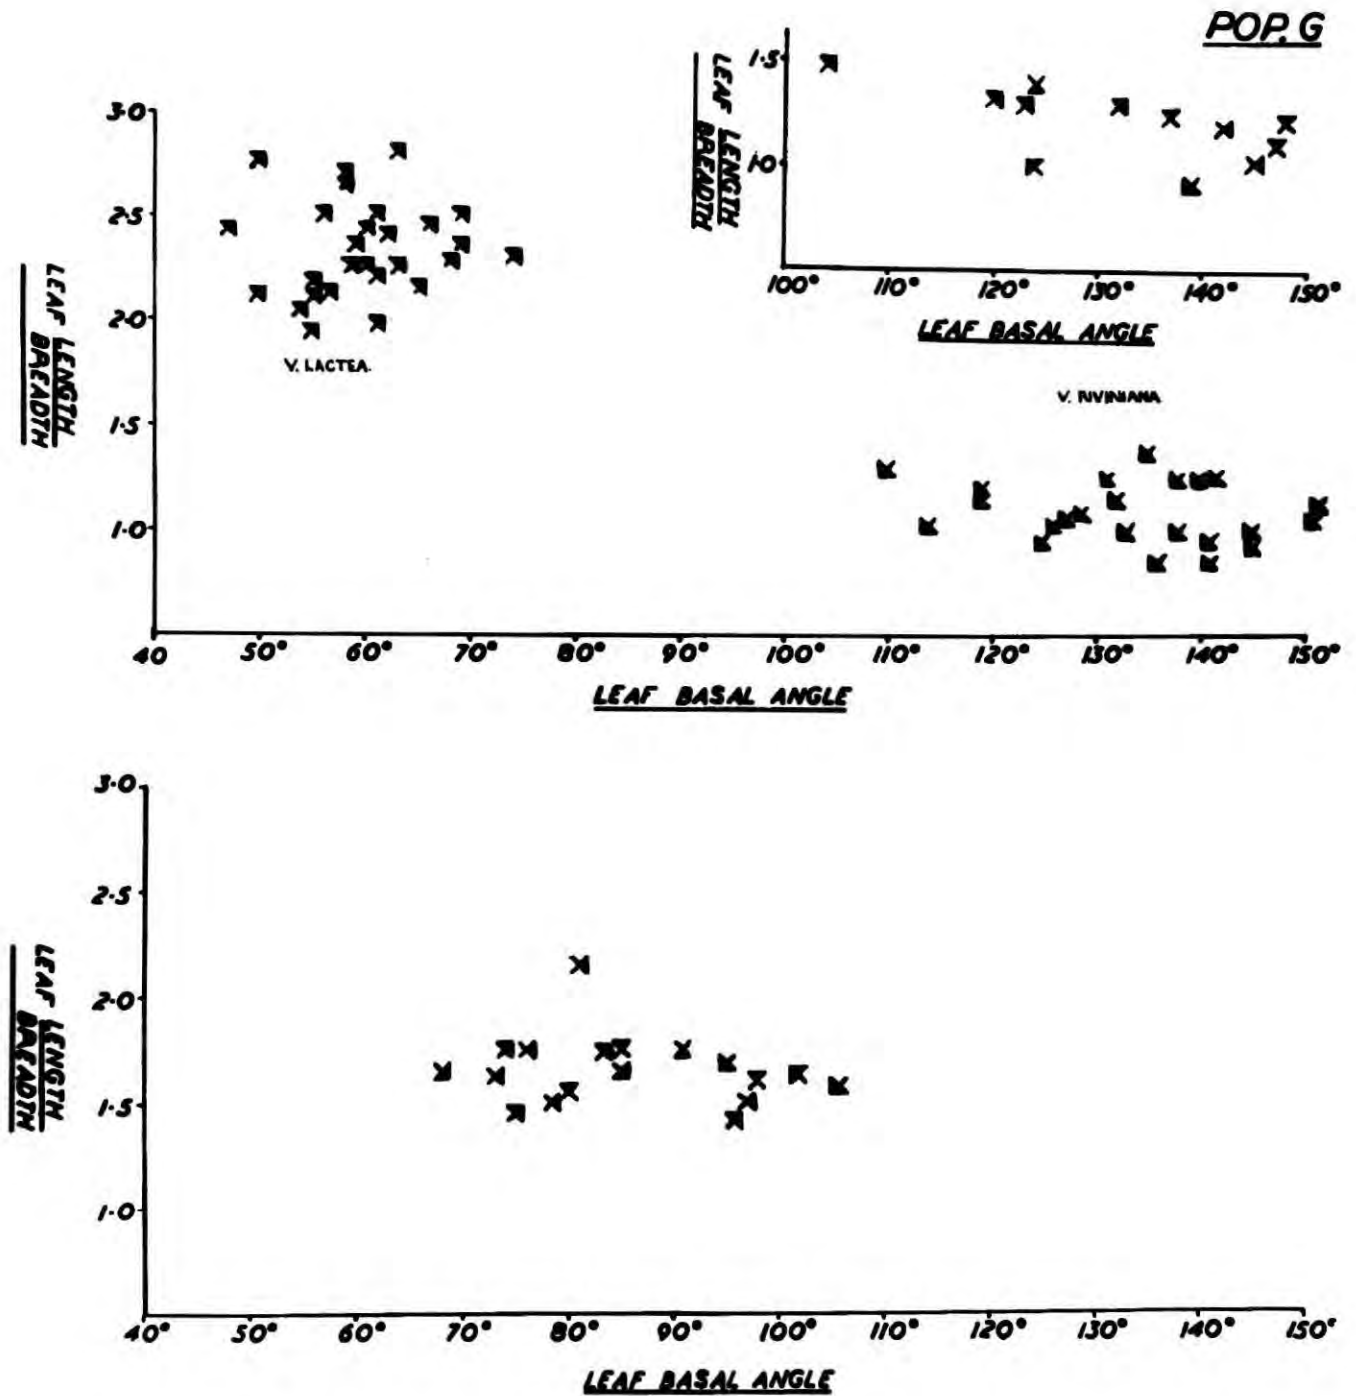 POP. G
1·5
1·0
LEAF LENGTH
BREADTH
100° 110° 120° 130° 140° 150°
LEAF BASAL ANGLE
3·0
2·5
2·0
1·5
1·0
LEAF LENGTH
BREADTH
V. LACTEA.
V. RIVINIANA
40 50° 60° 70° 80° 90° 100° 110° 120° 130° 140° 150°
LEAF BASAL ANGLE
3·0
2·5
2·0
1·5
1·0
LEAF LENGTH
BREADTH
40° 50° 60° 70° 80° 90° 100° 110° 120° 130° 140° 150°
LEAF BASAL ANGLE